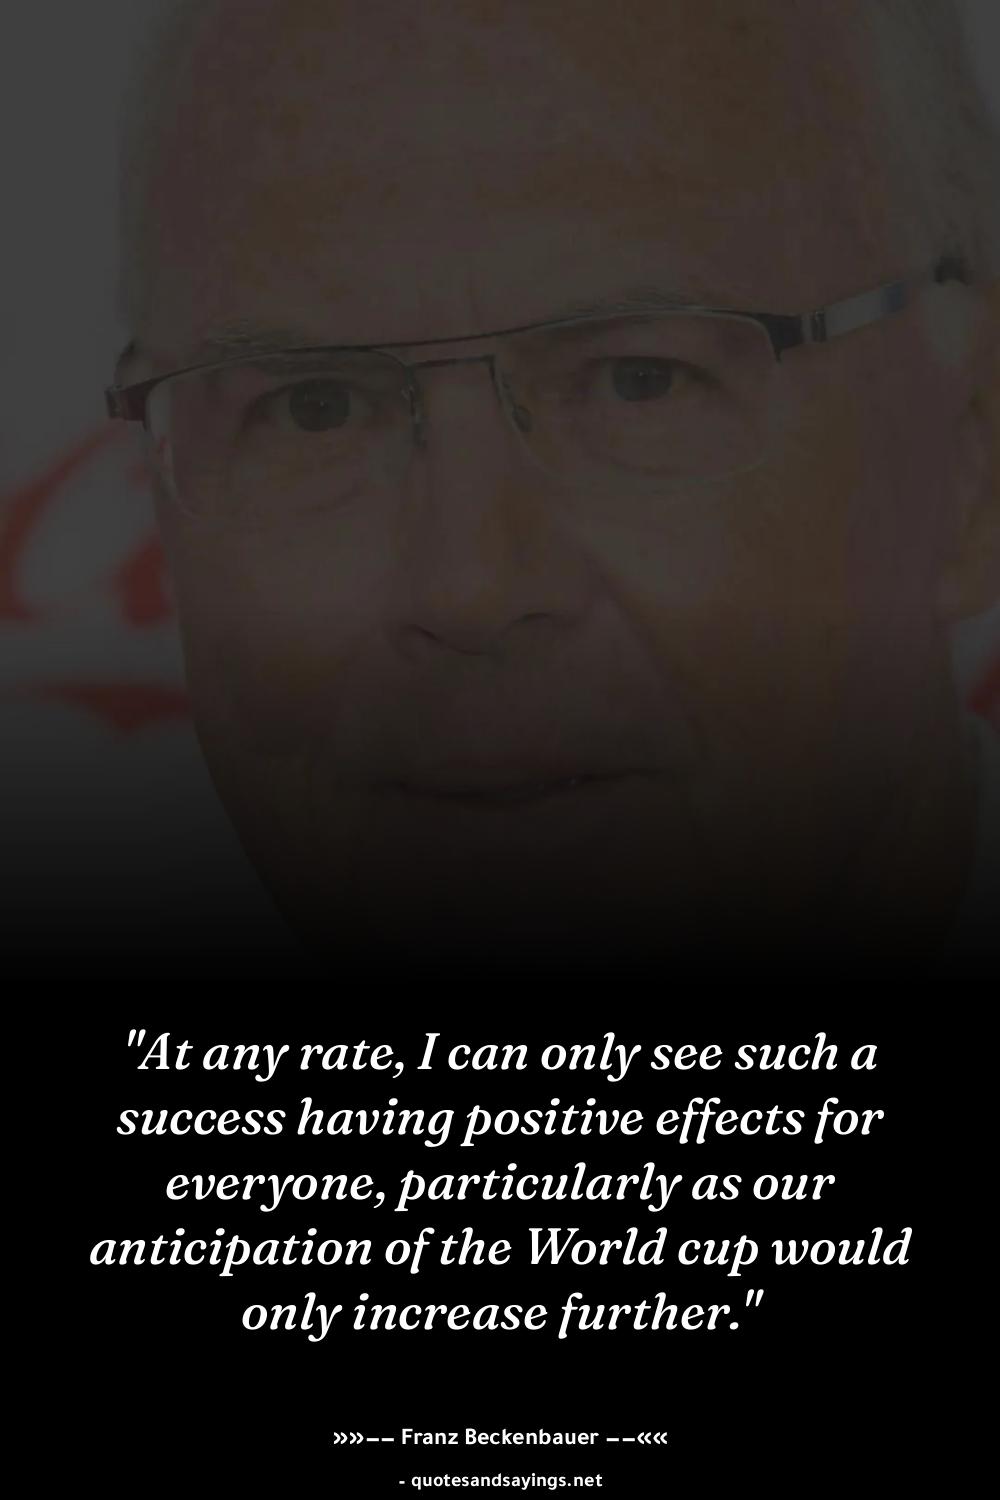 "At any rate, I can only see such a
success having positive effects for
everyone, particularly as our
anticipation of the World cup would
only increase further."
»»−− Franz Beckenbauer −−««
- quotesandsayings.net